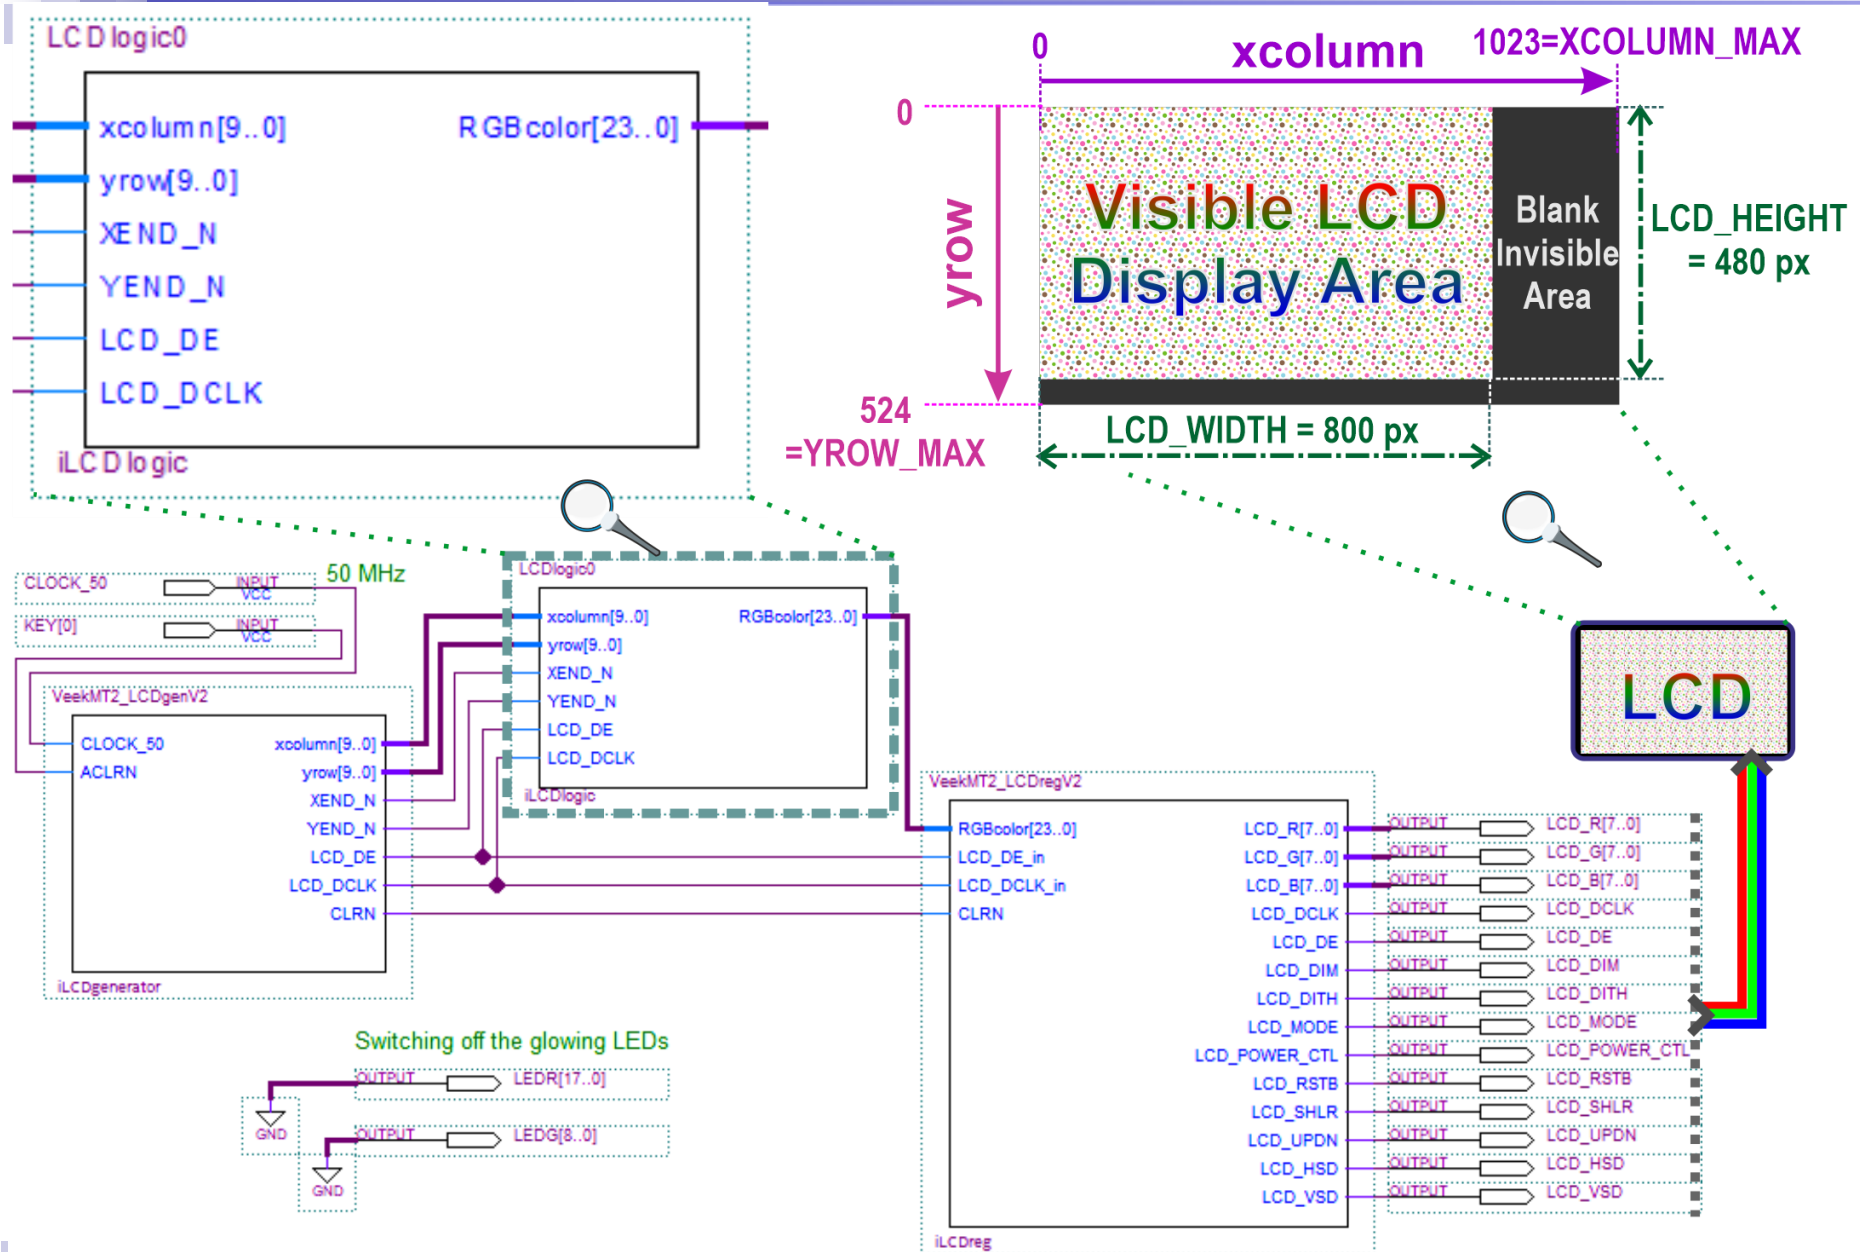 LCDlogic0
xcolumn[9..0]
RGBcolor[23..0]
yrow[9..0]
XEND_N
YEND_N
LCD_DE
LCD_DCLK
iLCDlogic
0
xcolumn
1023=XCOLUMN_MAX
0
yrow
524
=YROW_MAX
Visible LCD
Display Area
Blank
Invisible
Area
LCD_HEIGHT
= 480 px
LCD_WIDTH = 800 px
CLOCK_50
INPUT
VCC
50 MHz
KEY[0]
INPUT
VCC
VeekMT2_LCDgenV2
CLOCK_50
ACLRN
xcolumn[9..0]
yrow[9..0]
XEND_N
YEND_N
LCD_DE
LCD_DCLK
CLRN
iLCDgenerator
LCDlogic0
xcolumn[9..0]
RGBcolor[23..0]
yrow[9..0]
XEND_N
YEND_N
LCD_DE
LCD_DCLK
iLCDlogic
LCD
VeekMT2_LCDregV2
RGBcolor[23..0]
LCD_DE_in
LCD_DCLK_in
CLRN
LCD_R[7..0]
LCD_G[7..0]
LCD_B[7..0]
LCD_DCLK
LCD_DE
LCD_DIM
LCD_DITH
LCD_MODE
LCD_POWER_CTL
LCD_RSTB
LCD_SHLR
LCD_UPDN
LCD_HSD
LCD_VSD
iLCDreg
OUTPUT LCD_R[7..0]
OUTPUT LCD_G[7..0]
OUTPUT LCD_B[7..0]
OUTPUT LCD_DCLK
OUTPUT LCD_DE
OUTPUT LCD_DIM
OUTPUT LCD_DITH
OUTPUT LCD_MODE
OUTPUT LCD_POWER_CTL
OUTPUT LCD_RSTB
OUTPUT LCD_SHLR
OUTPUT LCD_UPDN
OUTPUT LCD_HSD
OUTPUT LCD_VSD
Switching off the glowing LEDs
OUTPUT LEDR[17..0]
GND
OUTPUT LEDG[8..0]
GND